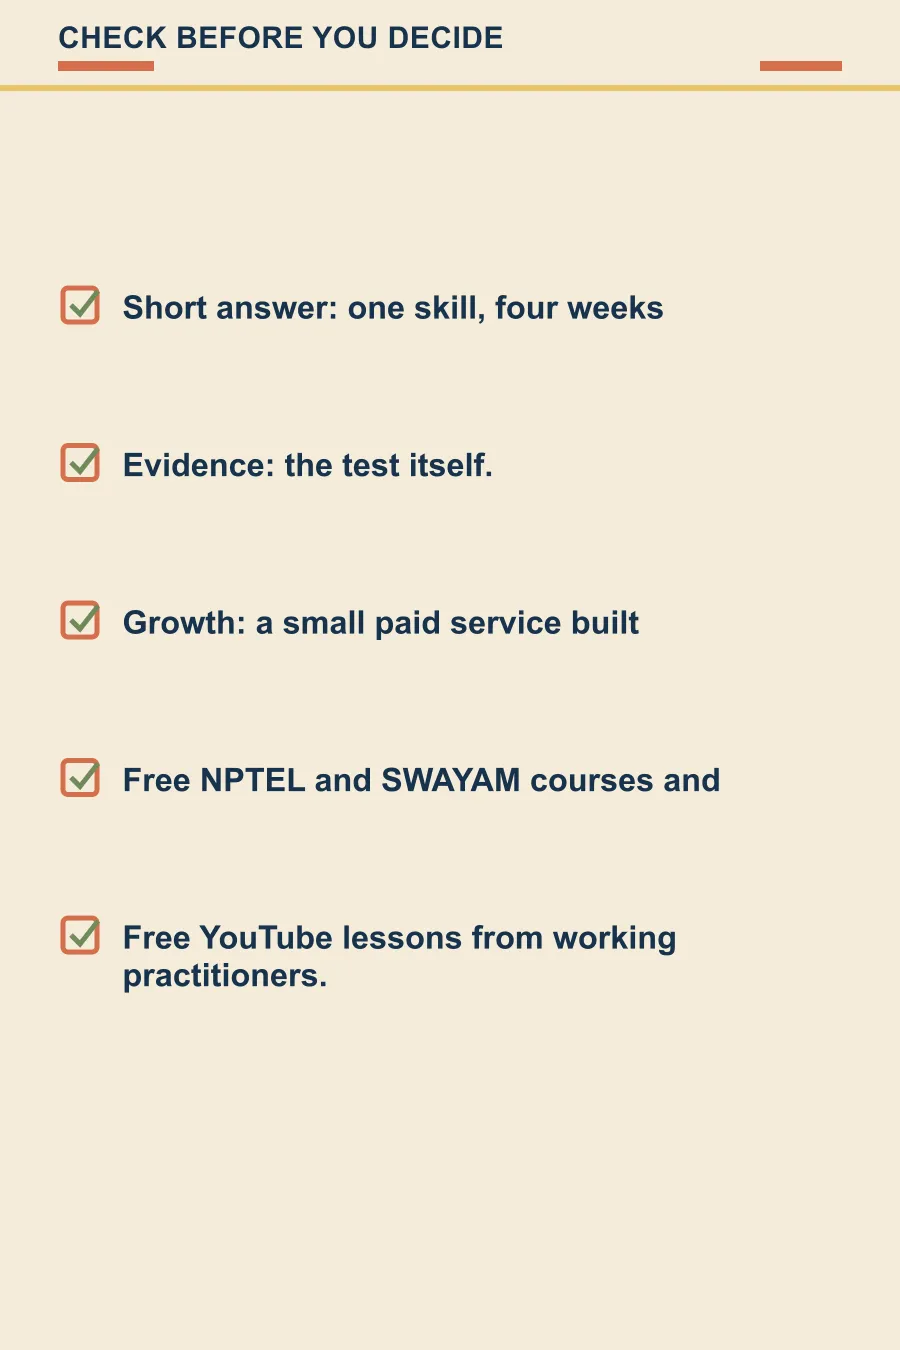 CHECK BEFORE YOU DECIDE
Short answer: one skill, four weeks
Evidence: the test itself.
Growth: a small paid service built
Free NPTEL and SWAYAM courses and
Free YouTube lessons from working
practitioners.